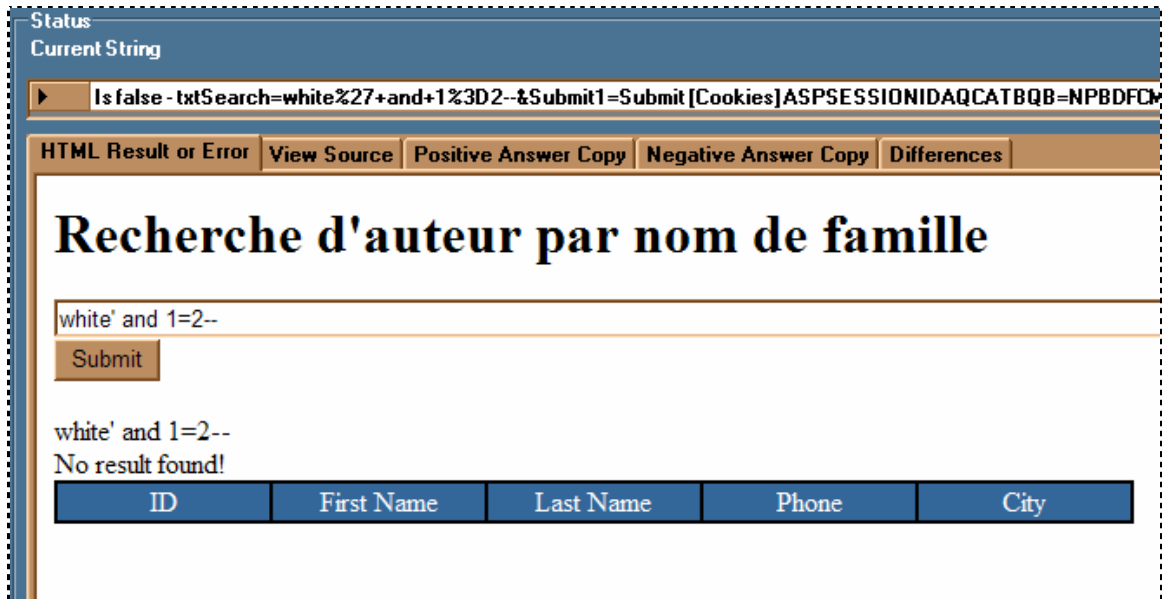 Status
Current String
Is false - txtSearch=white%27+and+1%3D2--&Submit1=Submit [Cookies] ASPSESSIONIDAQCATBQB=NPBDFCM
HTML Result or Error View Source Positive Answer Copy Negative Answer Copy Differences
Recherche d'auteur par nom de famille
white' and 1=2--
Submit
white' and 1=2--
No result found!
ID First Name Last Name Phone City